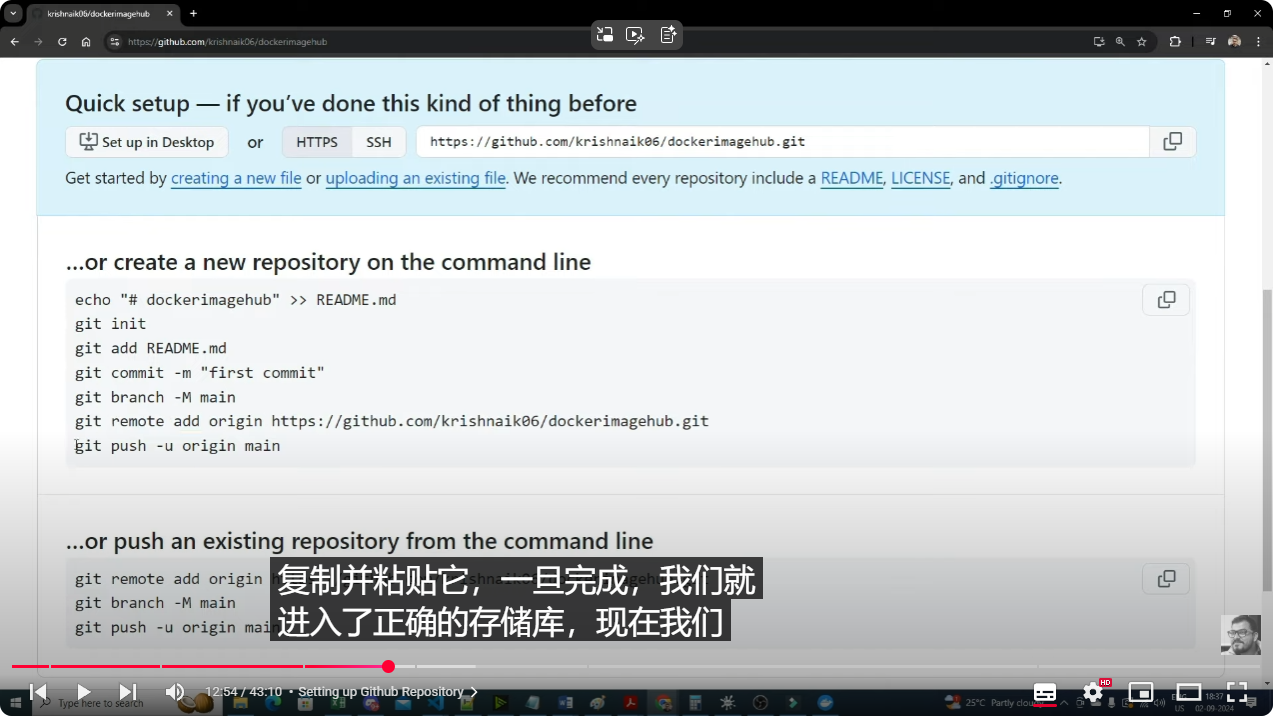 krishnaik06/dockerimagehub
https://github.com/krishnaik06/dockerimagehub
Quick setup — if you've done this kind of thing before
Set up in Desktop or HTTPS SSH https://github.com/krishnaik06/dockerimagehub.git
Get started by creating a new file or uploading an existing file. We recommend every repository include a README, LICENSE, and .gitignore.
...or create a new repository on the command line
echo "# dockerimagehub" >> README.md
git init
git add README.md
git commit -m "first commit"
git branch -M main
git remote add origin https://github.com/krishnaik06/dockerimagehub.git
git push -u origin main
...or push an existing repository from the command line
git remote add origin
git branch -M main
git push -u origin main
复制并粘贴它，一旦完成，我们就
进入了正确的存储库，现在我们
12:54 / 43:10 • Setting up Github Repository
HD
Type here to search
25°C Partly cloudy
ENG 18:37
US 02-09-2024